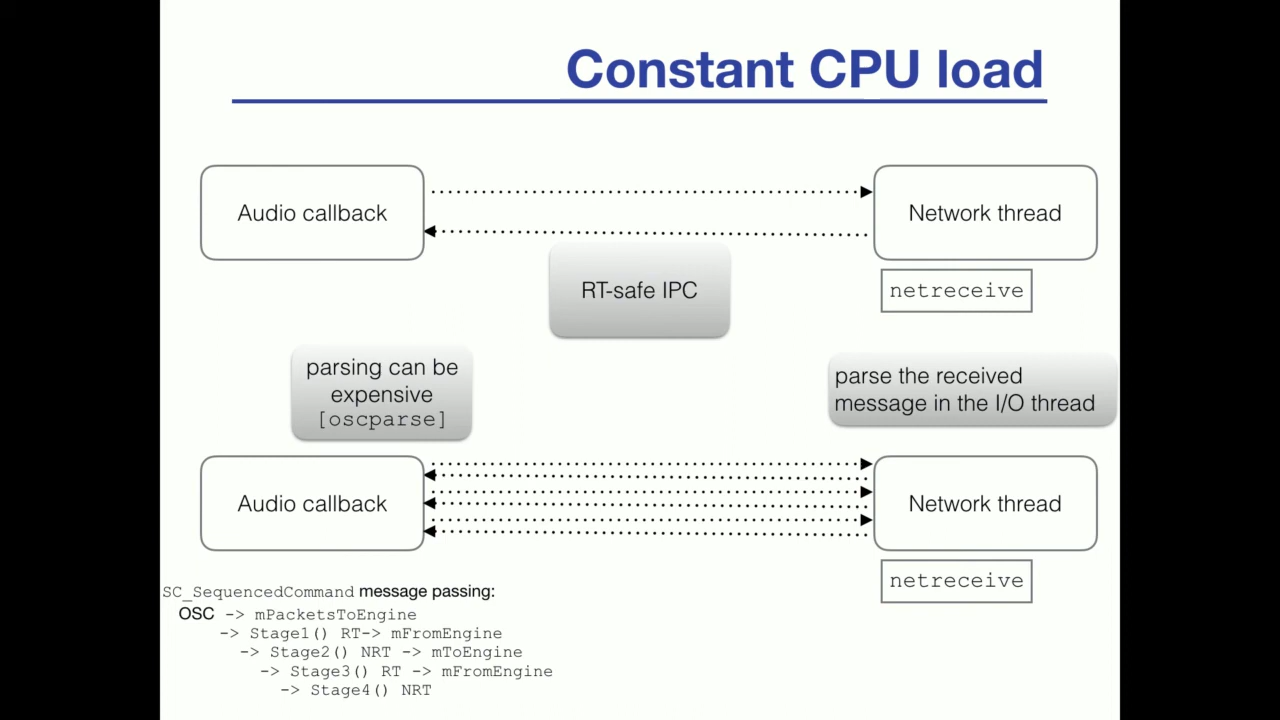 Constant CPU load
Audio callback
Network thread
RT-safe IPC
netreceive
parsing can be
expensive
[oscparse]
parse the received
message in the I/O thread
Audio callback
Network thread
netreceive
SC_SequencedCommand message passing:
OSC -> mPacketsToEngine
-> Stage1() RT-> mFromEngine
-> Stage2() NRT -> mToEngine
-> Stage3() RT -> mFromEngine
-> Stage4() NRT